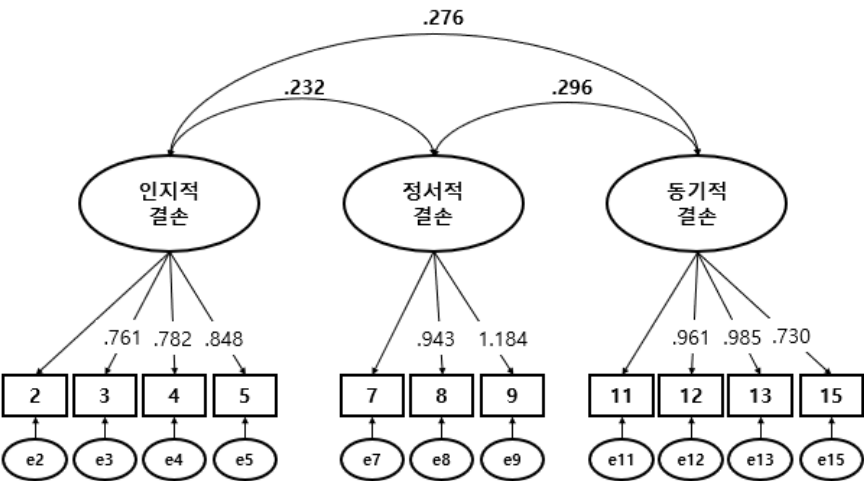 .276
.232
.296
인지적
결손
정서적
결손
동기적
결손
.761 .782 .848
.943 1.184
.961 .985 .730
2 3 4 5 7 8 9 11 12 13 15
e2 e3 e4 e5 e7 e8 e9 e11 e12 e13 e15